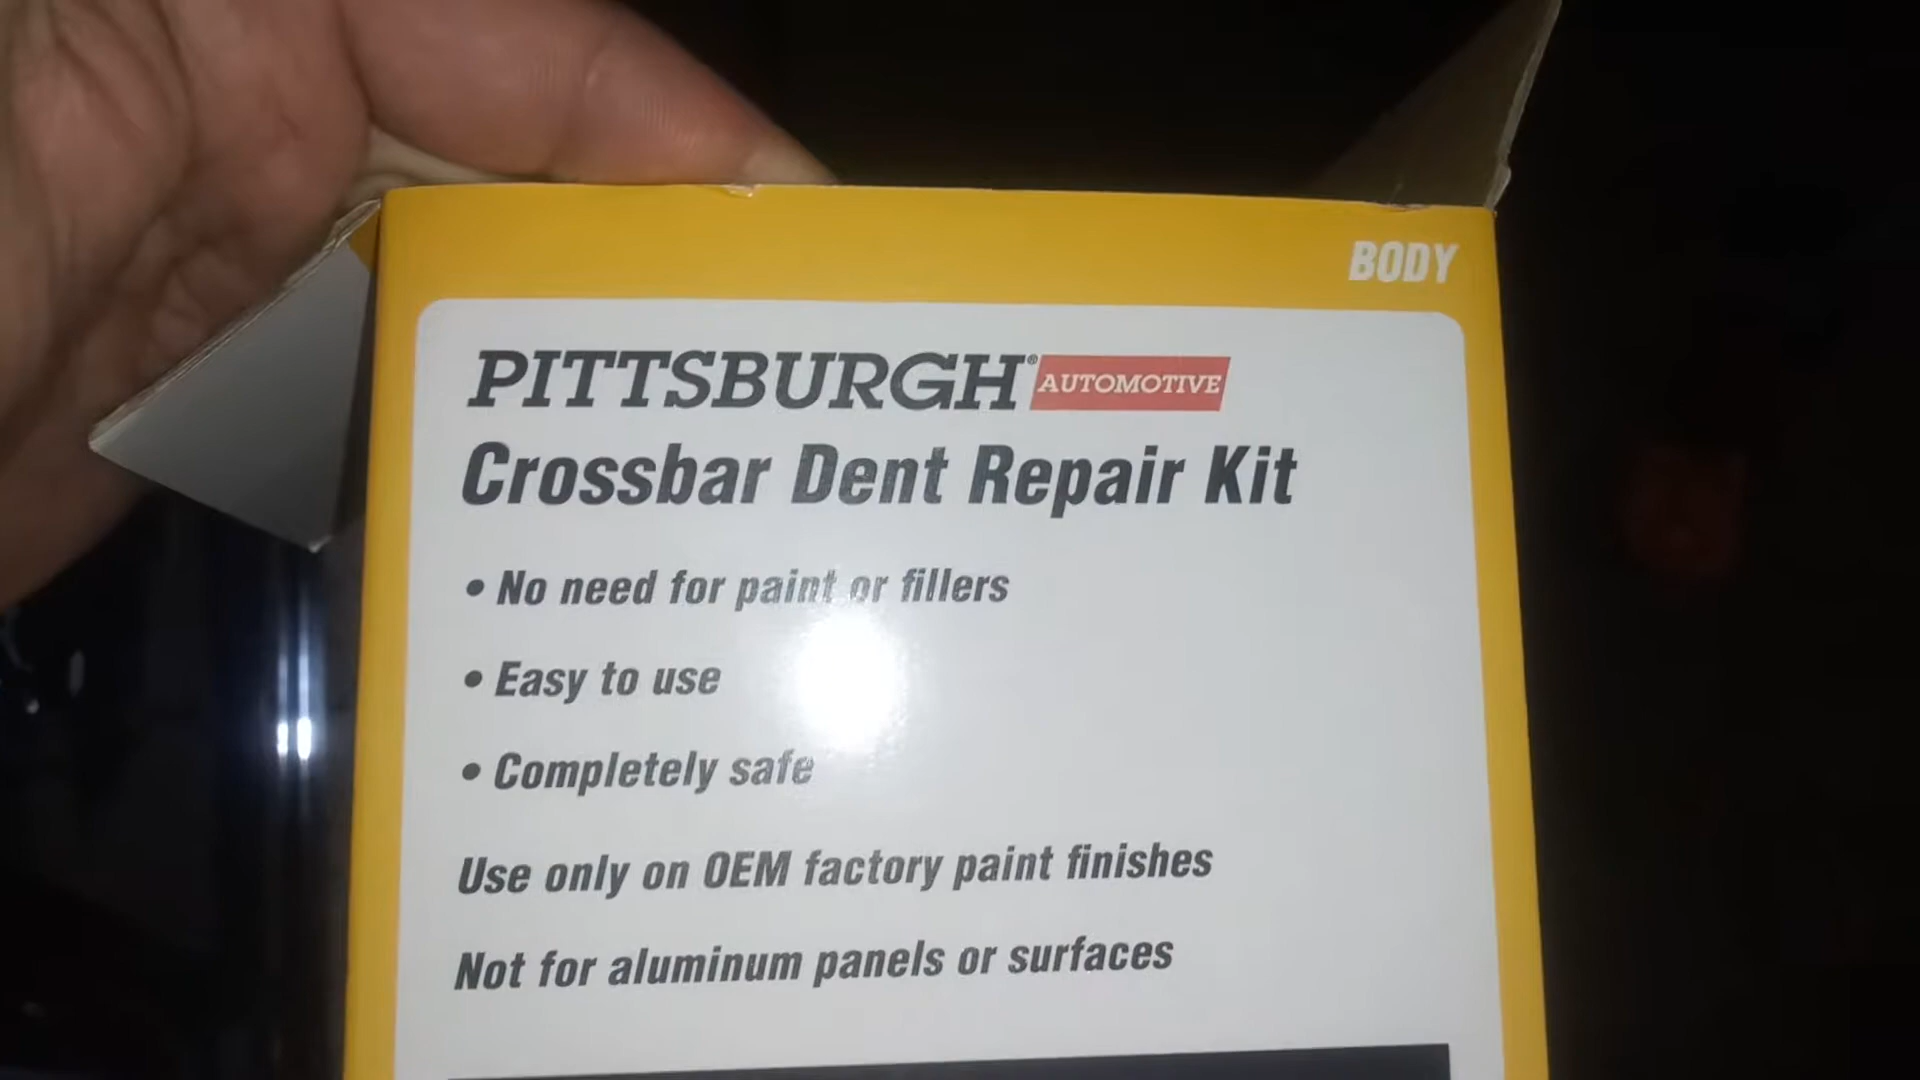 BODY
PITTSBURGH® AUTOMOTIVE
Crossbar Dent Repair Kit
• No need for paint or fillers
• Easy to use
• Completely safe
Use only on OEM factory paint finishes
Not for aluminum panels or surfaces